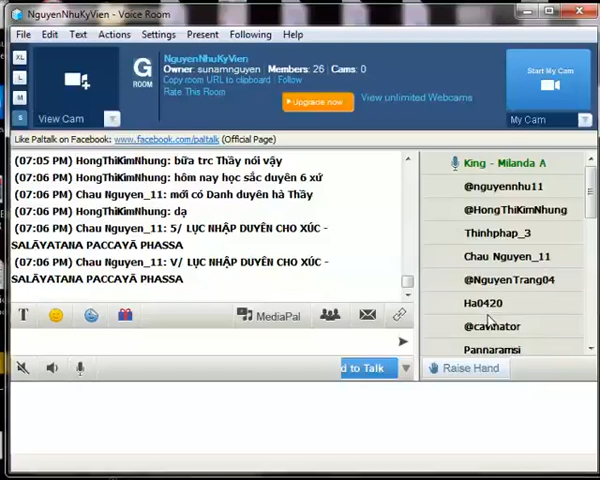 NguyenNhuKyVien - Voice Room
File Edit Text Actions Settings Present Following Help
View Cam
G
ROOM
NguyenNhuKyVien
Owner: sunamnguyen Members: 26 Cams: 0
Copy room URL to clipboard Follow
Rate This Room
Upgrade now
View unlimited Webcams
Start My Cam
My Cam
XL
L
M
S
Like Paltalk on Facebook: www.facebook.com/paltalk (Official Page)
(07:05 PM) HongThiKimNhung: bữa trc Thầy nói vậy
(07:06 PM) HongThiKimNhung: hôm nay học sắc duyên 6 xứ
(07:06 PM) Chau Nguyen_11: mới có Danh duyên hà Thầy
(07:06 PM) HongThiKimNhung: dạ
(07:06 PM) Chau Nguyen_11: 5/ LỤC NHẬP DUYÊN CHO XÚC -
SALĀYATANA PACCAYĀ PHASSA
(07:06 PM) Chau Nguyen_11: V/ LỤC NHẬP DUYÊN CHO XÚC -
SALĀYATANA PACCAYĀ PHASSA
King - Milanda A
@nguyennhu11
@HongThiKimNhung
Thinhphap_3
Chau Nguyen_11
@NguyenTrang04
Ha0420
Pannaramsi
T
MediaPal
d to Talk
Raise Hand